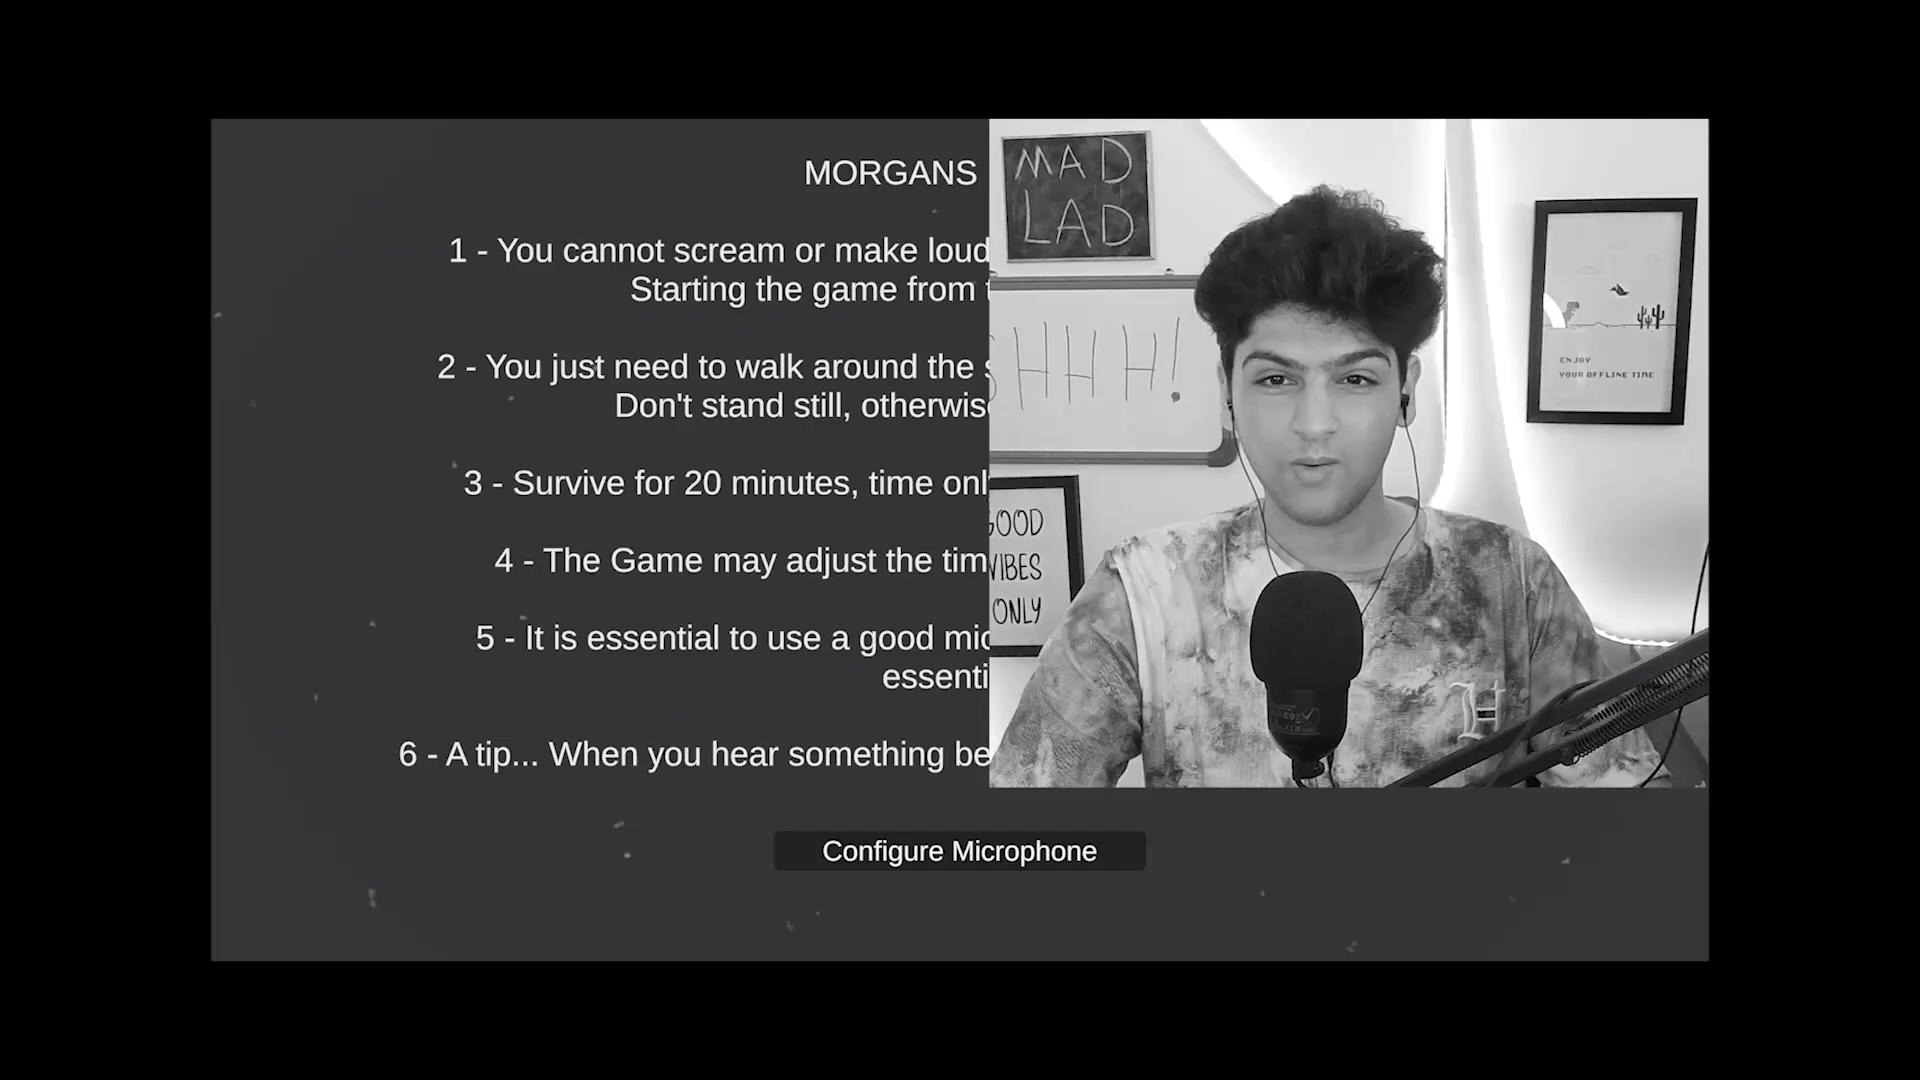 MORGANS
1 - You cannot scream or make loud
Starting the game from
2 - You just need to walk around the
Don't stand still, otherwise
3 - Survive for 20 minutes, time only
4 - The Game may adjust the tim
5 - It is essential to use a good mic
essenti
6 - A tip... When you hear something be
Configure Microphone
MAD
LAD
SHHH!
GOOD
VIBES
ONLY
ENJOY
YOUR OFFLINE TIME